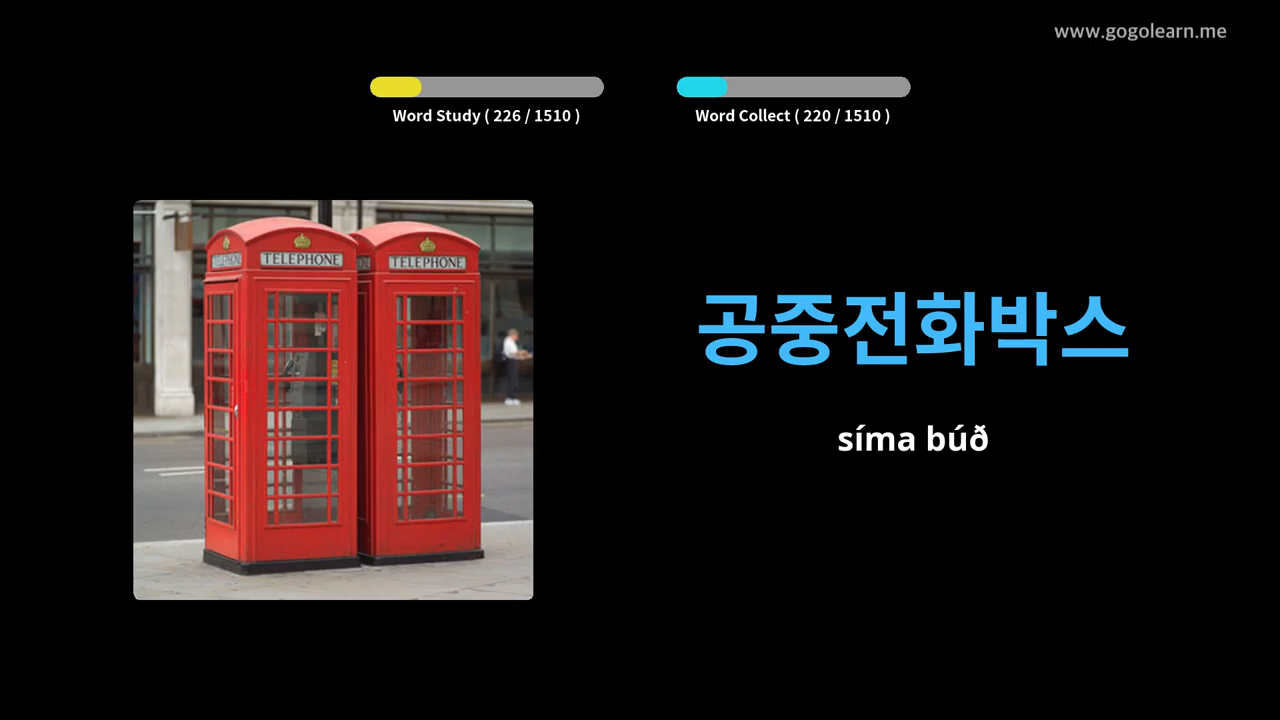 www.gogolearn.me
Word Study ( 226 / 1510 )
Word Collect ( 220 / 1510 )
TELEPHONE
TELEPHONE
공중전화박스
síma búð